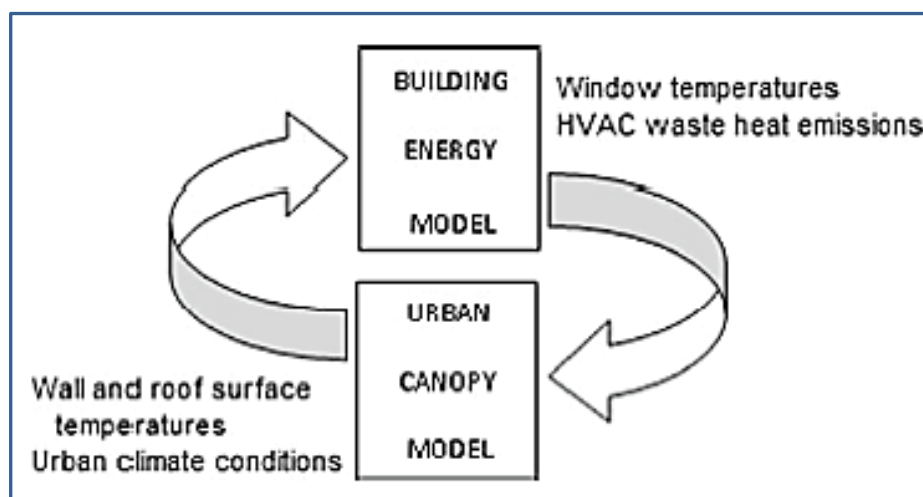 BUILDING
ENERGY
MODEL
Window temperatures
HVAC waste heat emissions
URBAN
CANOPY
MODEL
Wall and roof surface
temperatures
Urban climate conditions